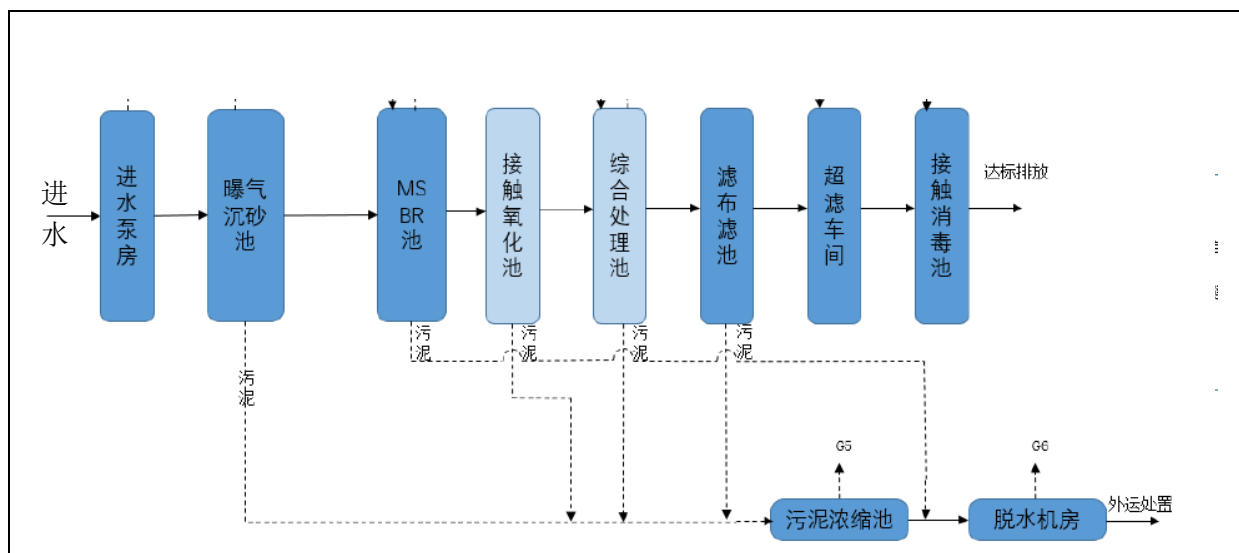 进水
进水泵房
曝气
沉砂
池
MS
BR
池
接触氧化池
综合处理池
滤布滤池
超滤车间
接触消毒池
达标排放
污泥
污泥
污泥
污泥
污泥
G5
G6
污泥浓缩池
脱水机房
外运处置